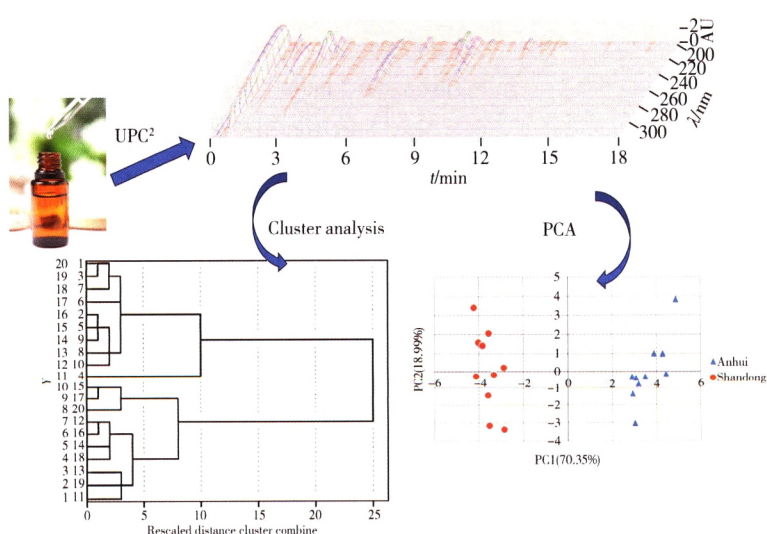 -2
-0
AU
200
220
240
260
280
300
λ/nm
UPC²
0 3 6 9 12 15 18
t/min
Cluster analysis
PCA
20 1
19 3
18 7
17 6
16 2
15 5
14 9
13 8
12 10
11 4
10 15
9 17
8 20
7 12
6 16
5 14
4 18
3 13
2 19
1 11
Y
0 5 10 15 20 25
Rescaled distance cluster combine
5
4
3
2
1
0
-1
-2
-3
-4
-6 -4 -2 0 2 4 6
PC2(18.99%)
PC1(70.35%)
Anhui
Shandong